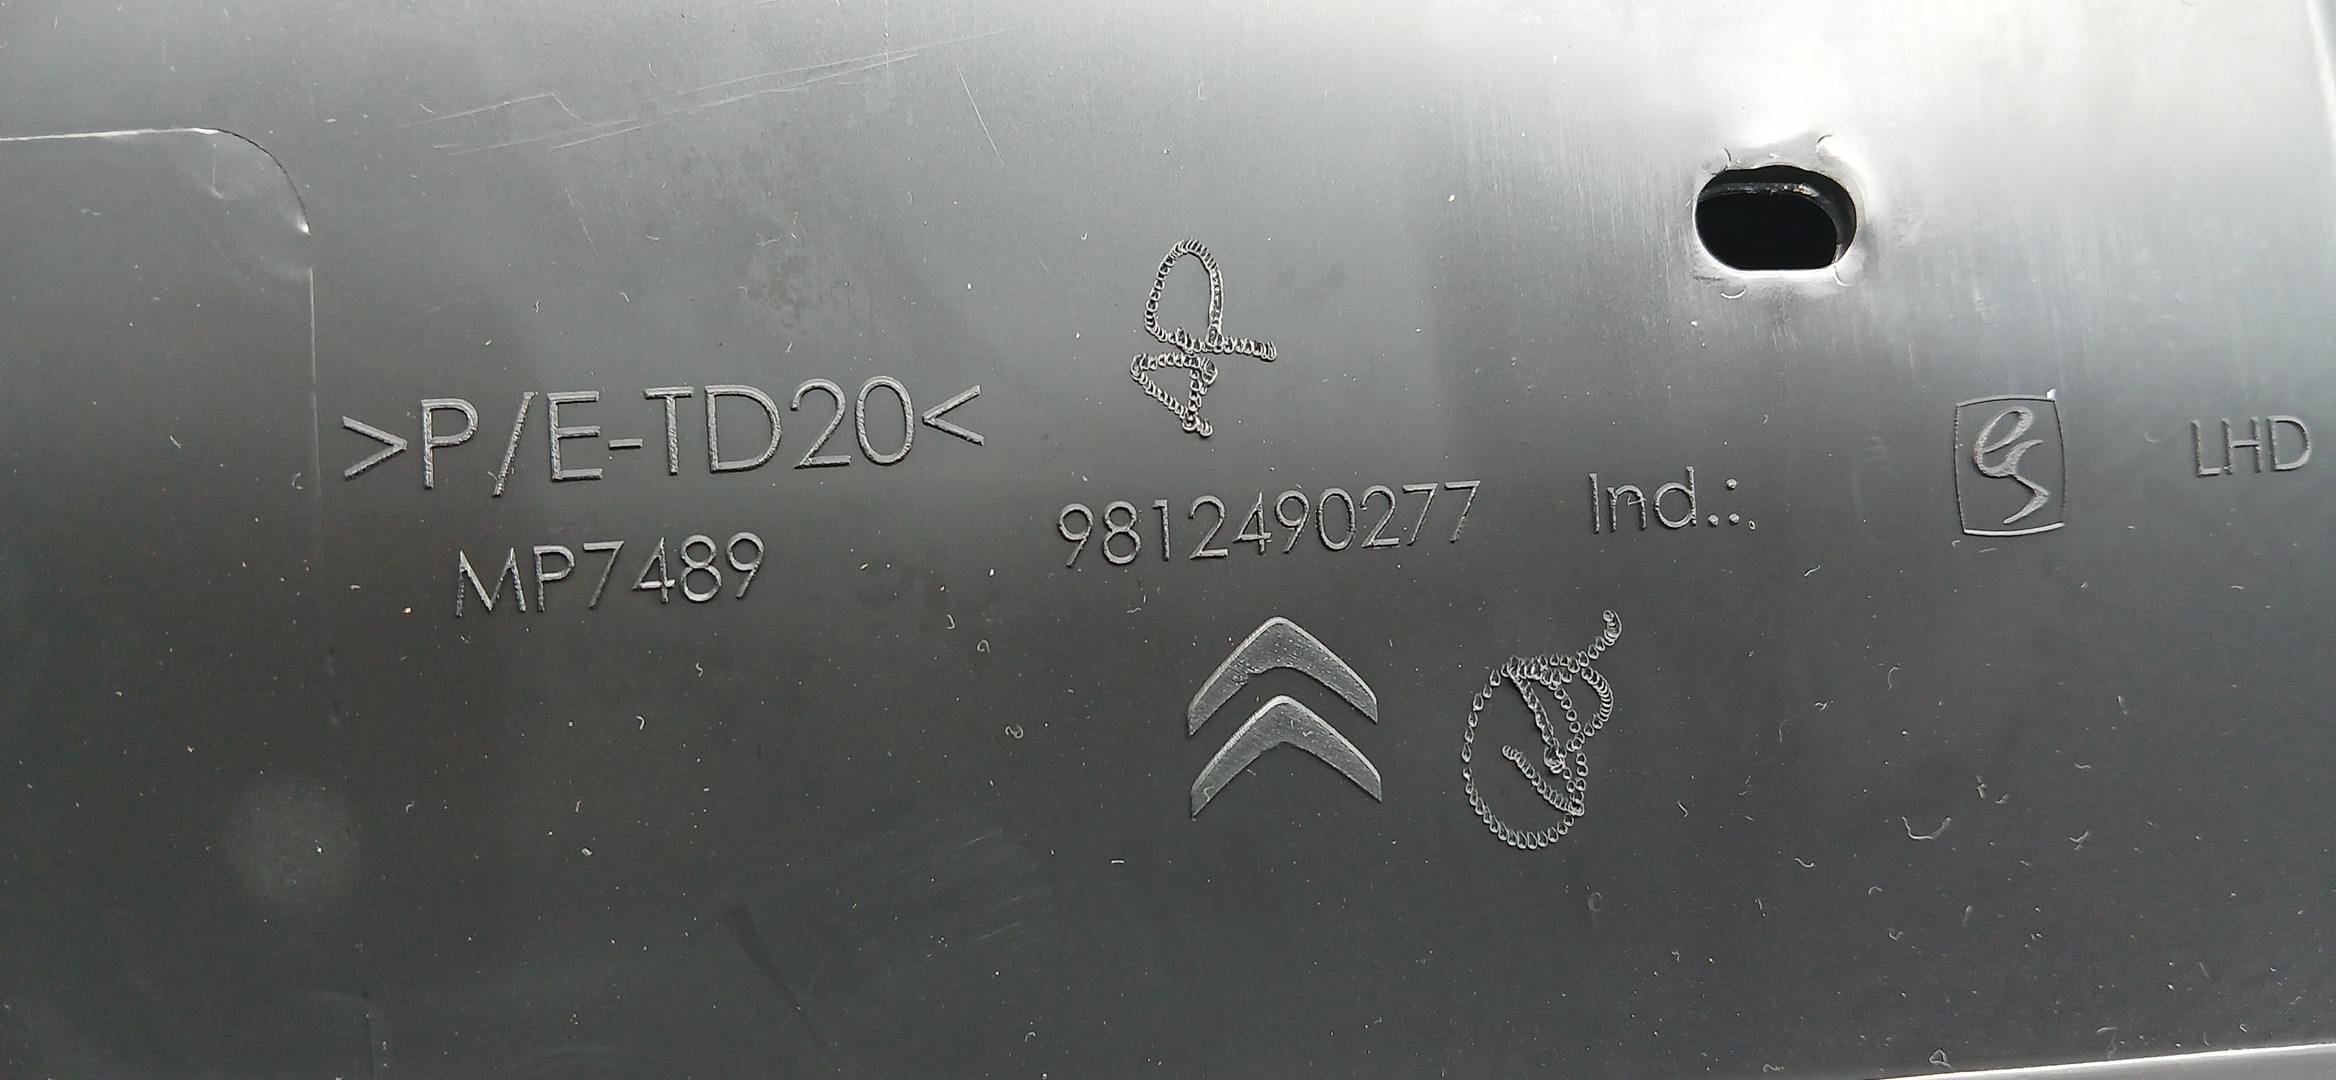 >P/E-TD20<
MP7489
9812490277
Ind.:
LHD